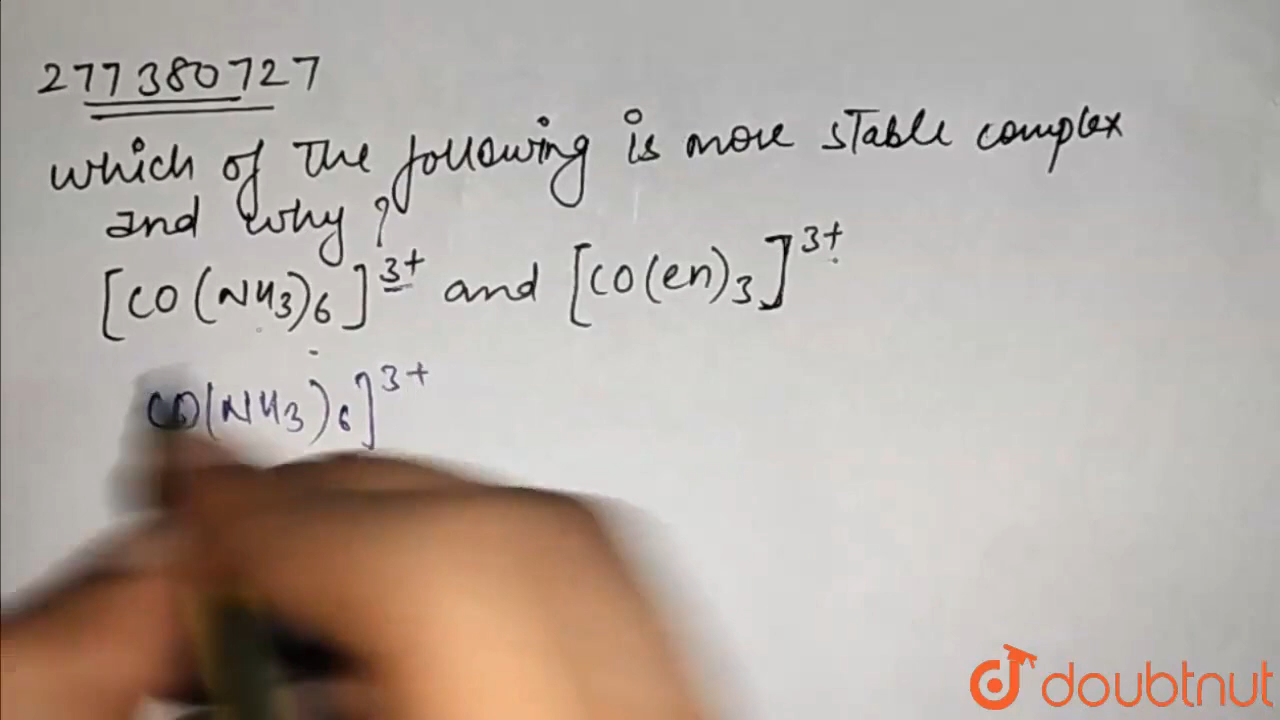 277380727
which of the following is more stable complex
and why?
[CO(NH3)6]3+ and [CO(en)3]3+
CO(NH3)6]3+
doubtnut